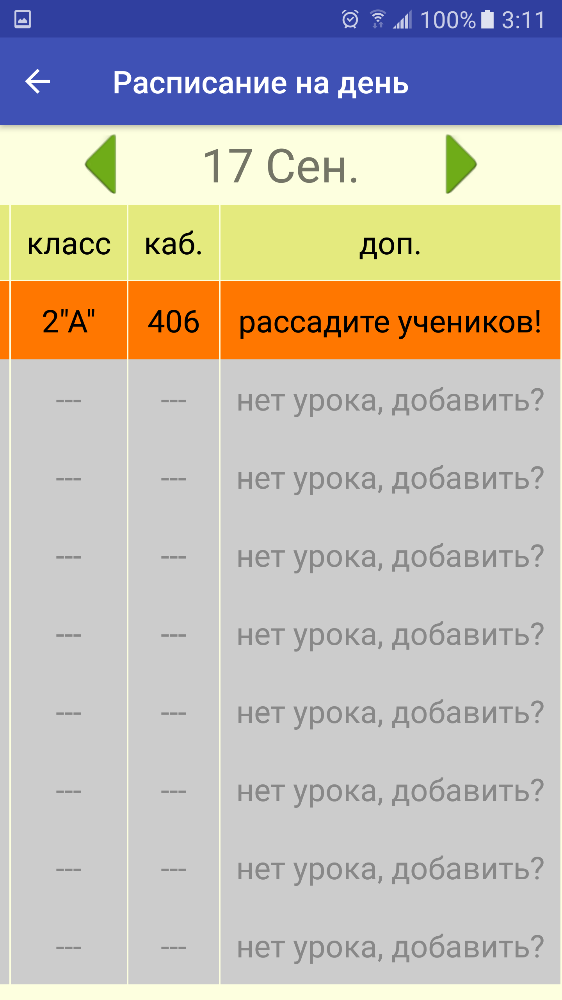 100% 3:11
Расписание на день
17 Сен.
класс каб. доп.
2"А" 406 рассадите учеников!
--- --- нет урока, добавить?
--- --- нет урока, добавить?
--- --- нет урока, добавить?
--- --- нет урока, добавить?
--- --- нет урока, добавить?
--- --- нет урока, добавить?
--- --- нет урока, добавить?
--- --- нет урока, добавить?